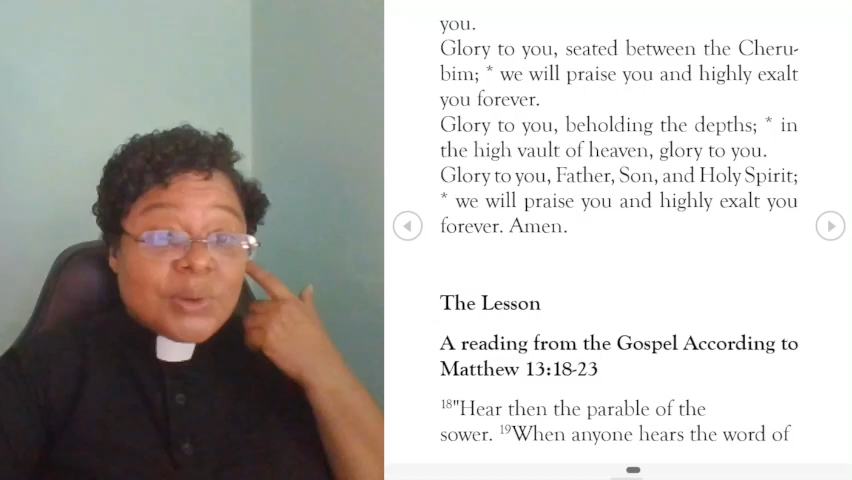 you.
Glory to you, seated between the Cheru-
bim; * we will praise you and highly exalt
you forever.
Glory to you, beholding the depths; * in
the high vault of heaven, glory to you.
Glory to you, Father, Son, and Holy Spirit;
* we will praise you and highly exalt you
forever. Amen.
The Lesson
A reading from the Gospel According to
Matthew 13:18-23
18"Hear then the parable of the
sower. 19When anyone hears the word of